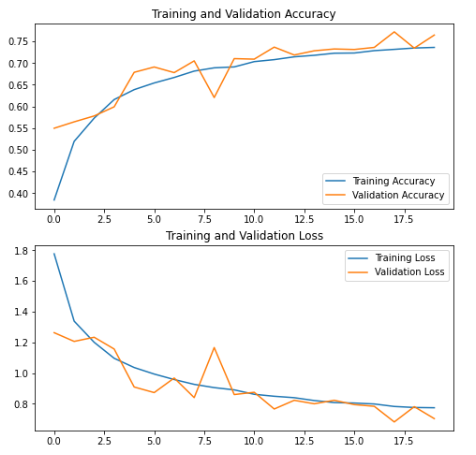 Training and Validation Accuracy
0.75
0.70
0.65
0.60
0.55
0.50
0.45
0.40
Training Accuracy
Validation Accuracy
0.0 2.5 5.0 7.5 10.0 12.5 15.0 17.5
Training and Validation Loss
1.8
1.6
1.4
1.2
1.0
0.8
Training Loss
Validation Loss
0.0 2.5 5.0 7.5 10.0 12.5 15.0 17.5